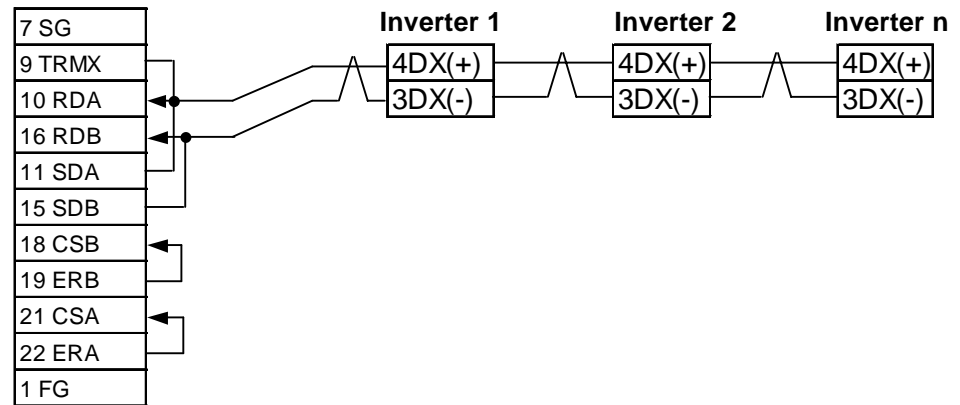 7 SG
9 TRMX
10 RDA
16 RDB
11 SDA
15 SDB
18 CSB
19 ERB
21 CSA
22 ERA
1 FG
Inverter 1
4DX(+)
3DX(-)
Inverter 2
4DX(+)
3DX(-)
Inverter n
4DX(+)
3DX(-)